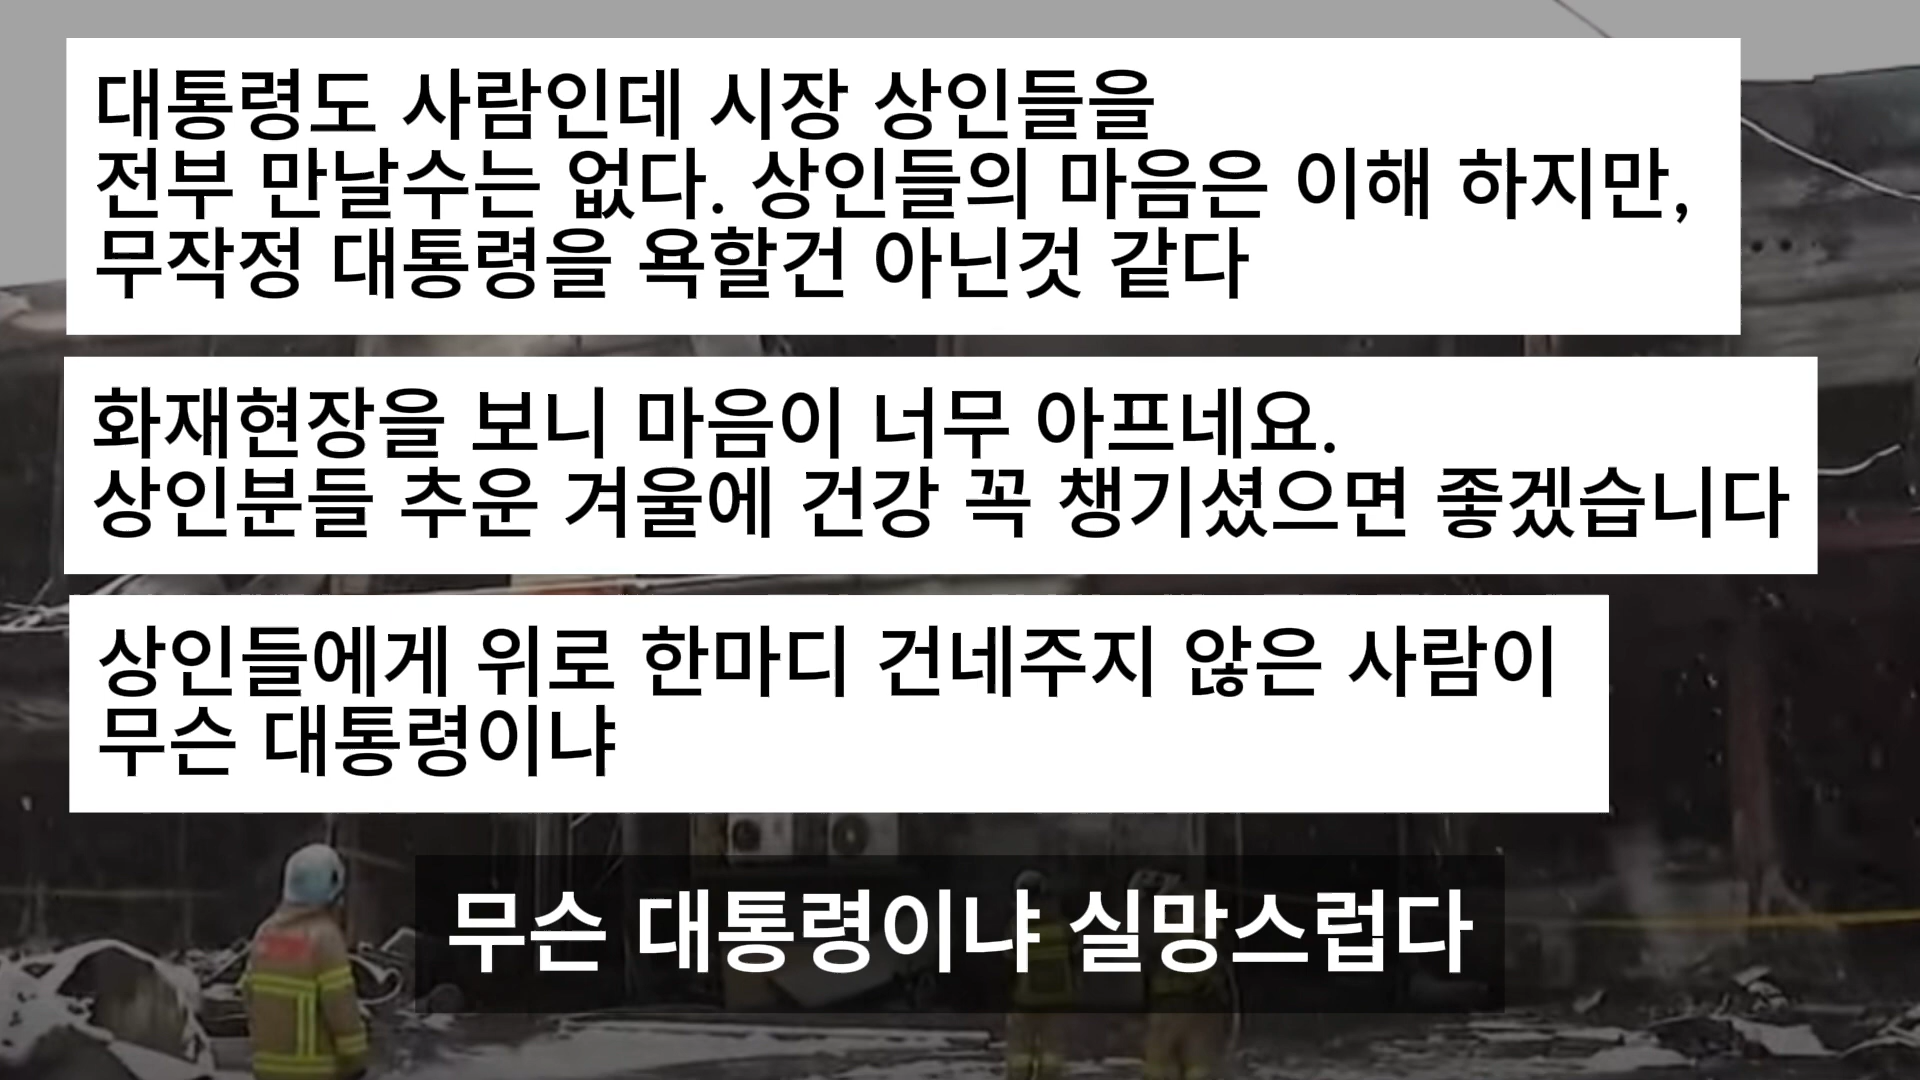 대통령도 사람인데 시장 상인들을
전부 만날수는 없다. 상인들의 마음은 이해 하지만,
무작정 대통령을 욕할건 아닌것 같다
화재현장을 보니 마음이 너무 아프네요.
상인분들 추운 겨울에 건강 꼭 챙기셨으면 좋겠습니다
상인들에게 위로 한마디 건네주지 않은 사람이
무슨 대통령이냐
무슨 대통령이냐 실망스럽다